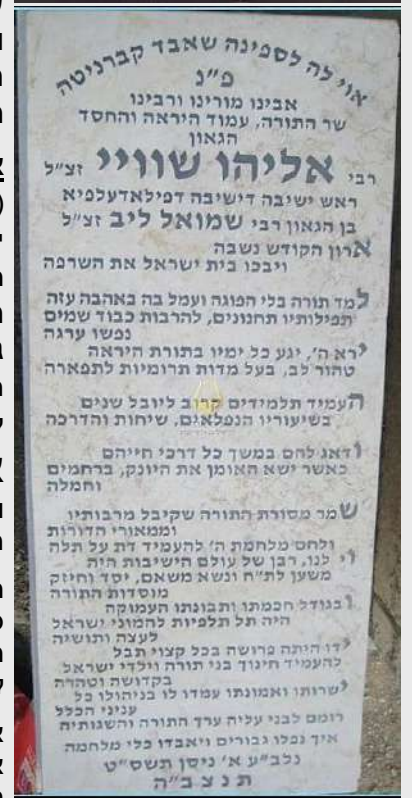 אוי לה לספינה שאבד קברניטה
פ״נ
אבינו מורינו ורבינו
שר התורה, עמוד היראה והחסד
הגאון
רבי אליהו שוויי זצ״ל
ראש ישיבה דישיבה דפילאדעלפיא
בן הגאון רבי שמואל ליב זצ״ל
ארון הקודש נשבה
ויבכו בית ישראל את השרפה
למד תורה בלי הפוגה ועמל בה באהבה עזה
תפילותיו תחנונים, להרבות כבוד שמים
נפשו ערגה
ירא ה׳, יגע כל ימיו בתורת היראה
טהור לב, בעל מדות תרומיות לתפארה
העמיד תלמידים קרוב ליובל שנים
בשיעוריו הנפלאים, שיחות והדרכה
ודאג להם במשך כל דרכי חייהם
כאשר ישא האומן את היונק, ברחמים
וחמלה
שמר מסורת התורה שקיבל מרבותיו
וממאורי הדורות
ולחם מלחמת ה׳ להעמיד דת על תלה
וי לנו, רבן של עולם הישיבות היה
משען לת״ח ונשא משאם, יסד וחיזק
מוסדות התורה
ובגודל חכמתו ותבונתו העמוקה
היה תל תלפיות להמוני ישראל
לעצה ותושיה
ידו היתה פרושה בכל קצוי תבל
להעמיד חינוך בני תורה וילדי ישראל
בקדושה וטהרה
ישרותו ואמונתו עמדו לו בניהולו כל
עניני הכלל
רומם לבני עליה ערך התורה והשגותיה
איך נפלו גבורים ויאבדו כלי מלחמה
נלב״ע א׳ ניסן תשס״ט
תנצב״ה